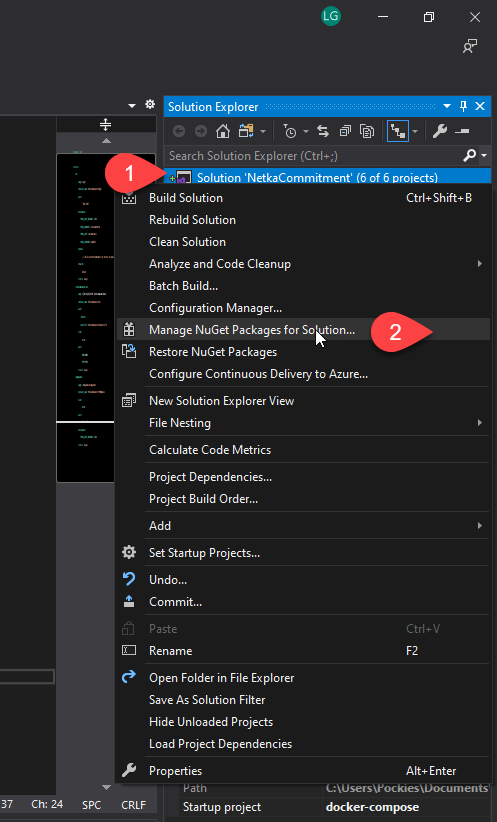 LG
Solution Explorer
Search Solution Explorer (Ctrl+;)
1
Solution 'NetkaCommitment' (6 of 6 projects)
Build Solution Ctrl+Shift+B
Rebuild Solution
Clean Solution
Analyze and Code Cleanup
Batch Build...
Configuration Manager...
Manage NuGet Packages for Solution...
2
Restore NuGet Packages
Configure Continuous Delivery to Azure...
New Solution Explorer View
File Nesting
Calculate Code Metrics
Project Dependencies...
Project Build Order...
Add
Set Startup Projects...
Undo...
Commit...
Paste Ctrl+V
Rename F2
Open Folder in File Explorer
Save As Solution Filter
Hide Unloaded Projects
Load Project Dependencies
Properties Alt+Enter
Path C:\Users\Pockies\Documents\
37 Ch: 24 SPC CRLF
Startup project docker-compose